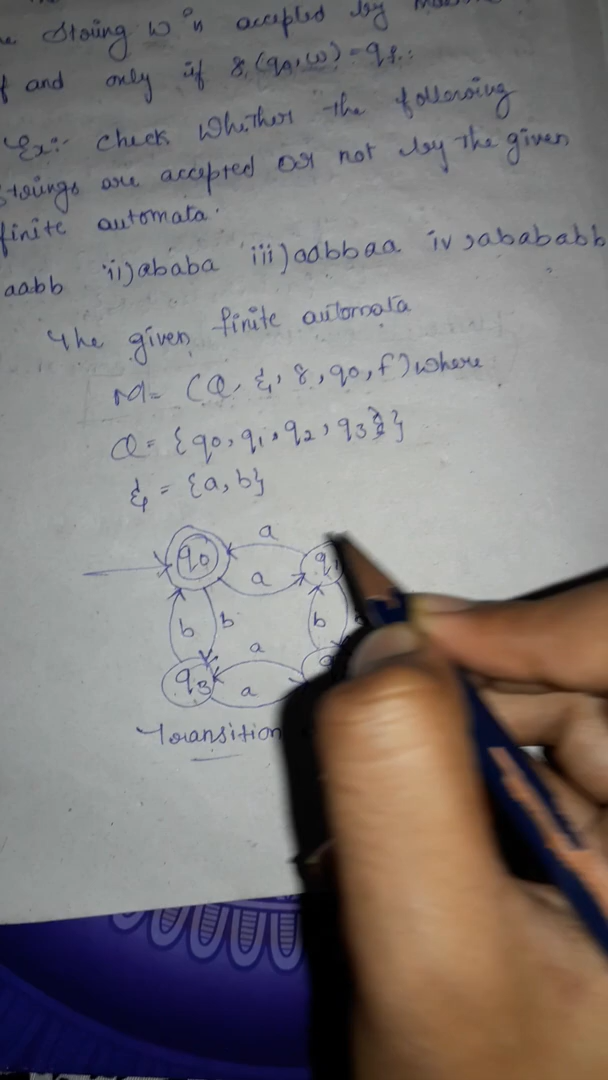 string w is accepted by
and only if δ(q0, w) = qf.
Ex:- check whether the following
strings are accepted or not by the given
finite automata.
aabb ii) ababa iii) aabbaa iv) abababb
The given finite automata
M = (Q, Σ, δ, q0, f) where
Q = {q0, q1, q2, q3}
Σ = {a, b}
a
q0 q1
a
b b b
a
q3 q
a
Transition